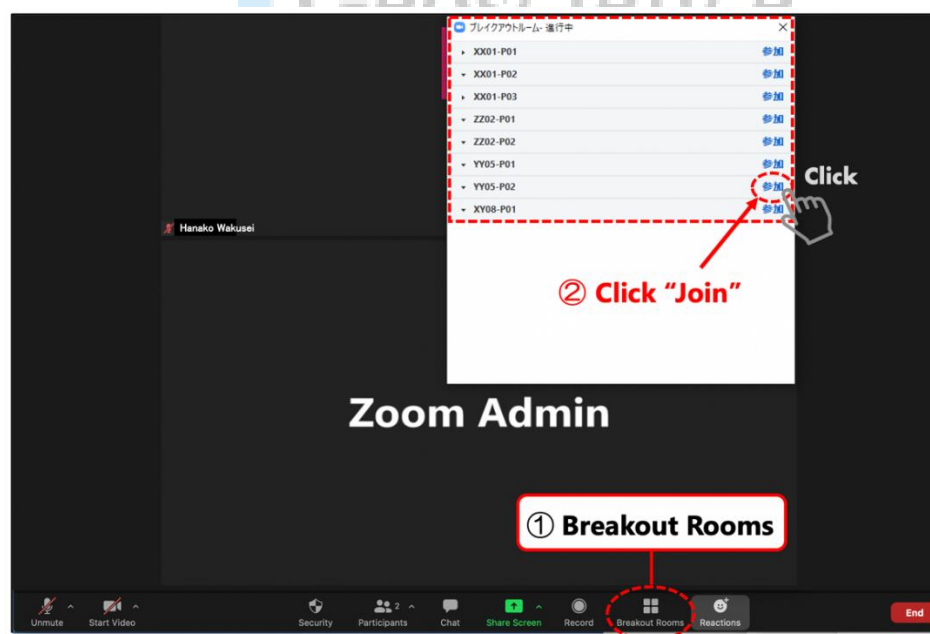 ブレイクアウトルーム- 進行中
XX01-P01 参加
XX01-P02 参加
XX01-P03 参加
ZZ02-P01 参加
ZZ02-P02 参加
YY05-P01 参加
YY05-P02 参加
XY08-P01 参加
Click
Hanako Wakusei
② Click “Join”
Zoom Admin
① Breakout Rooms
2
Unmute Start Video Security Participants Chat Share Screen Record Breakout Rooms Reactions End